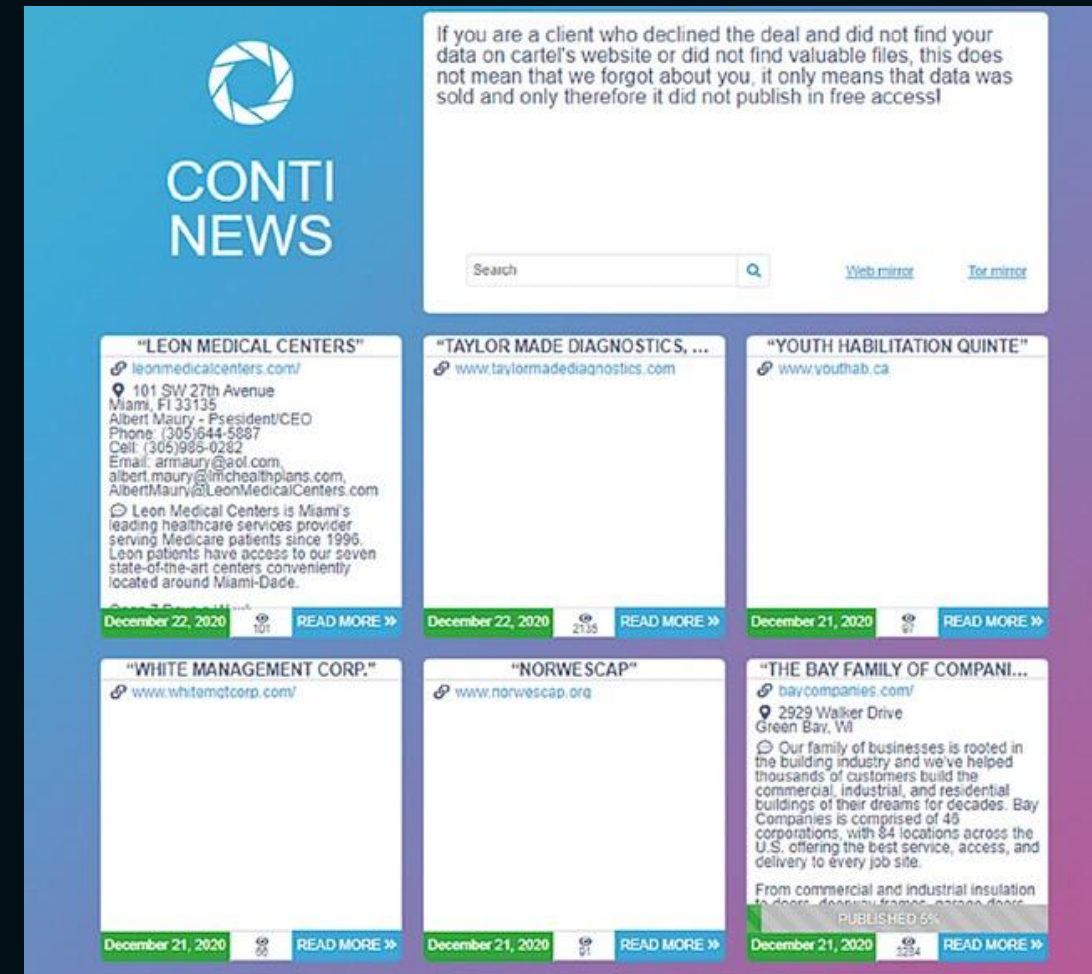 CONTI
NEWS
If you are a client who declined the deal and did not find your
data on cartel's website or did not find valuable files, this does
not mean that we forgot about you, it only means that data was
sold and only therefore it did not publish in free access!
Search
Web mirror
Tor mirror
“LEON MEDICAL CENTERS”
leonmedicalcenters.com/
101 SW 27th Avenue
Miami, Fl 33135
Albert Maury - Psesident/CEO
Phone: (305)644-5887
Cell: (305)986-0282
Email: armaury@aol.com,
albert.maury@lmchealthplans.com,
AlbertMaury@LeonMedicalCenters.com
Leon Medical Centers is Miami's
leading healthcare services provider
serving Medicare patients since 1996.
Leon patients have access to our seven
state-of-the-art centers conveniently
located around Miami-Dade.
December 22, 2020
101
READ MORE »
“TAYLOR MADE DIAGNOSTICS, ...
www.taylormadediagnostics.com
December 22, 2020
2135
READ MORE »
“YOUTH HABILITATION QUINTE”
www.youthab.ca
December 21, 2020
READ MORE »
“WHITE MANAGEMENT CORP.”
www.whitemgtcorp.com/
December 21, 2020
READ MORE »
“NORWESCAP”
www.norwescap.org
December 21, 2020
READ MORE »
“THE BAY FAMILY OF COMPANI...
baycompanies.com/
2929 Walker Drive
Green Bay, WI
Our family of businesses is rooted in
the building industry and we've helped
thousands of customers build the
commercial, industrial, and residential
buildings of their dreams for decades. Bay
Companies is comprised of 46
corporations, with 84 locations across the
U.S. offering the best service, access, and
delivery to every job site.
From commercial and industrial insulation
to doors, doorway frames, garage doors,
PUBLISHED 5%
December 21, 2020
3284
READ MORE »